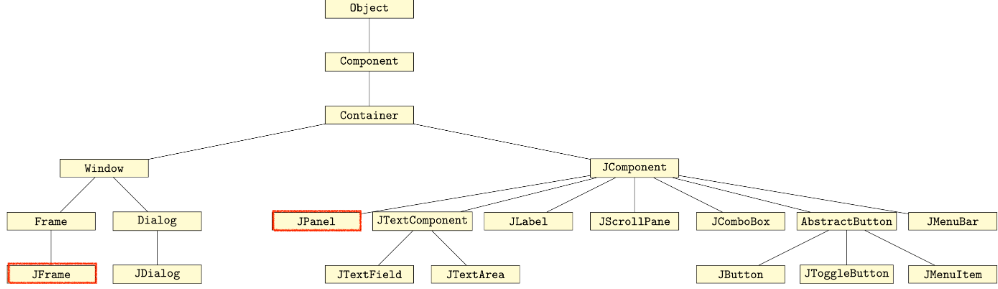 Object
Component
Container
Window
JComponent
Frame
Dialog
JPanel
JTextComponent
JLabel
JScrollPane
JComboBox
AbstractButton
JMenuBar
JFrame
JDialog
JTextField
JTextArea
JButton
JToggleButton
JMenuItem